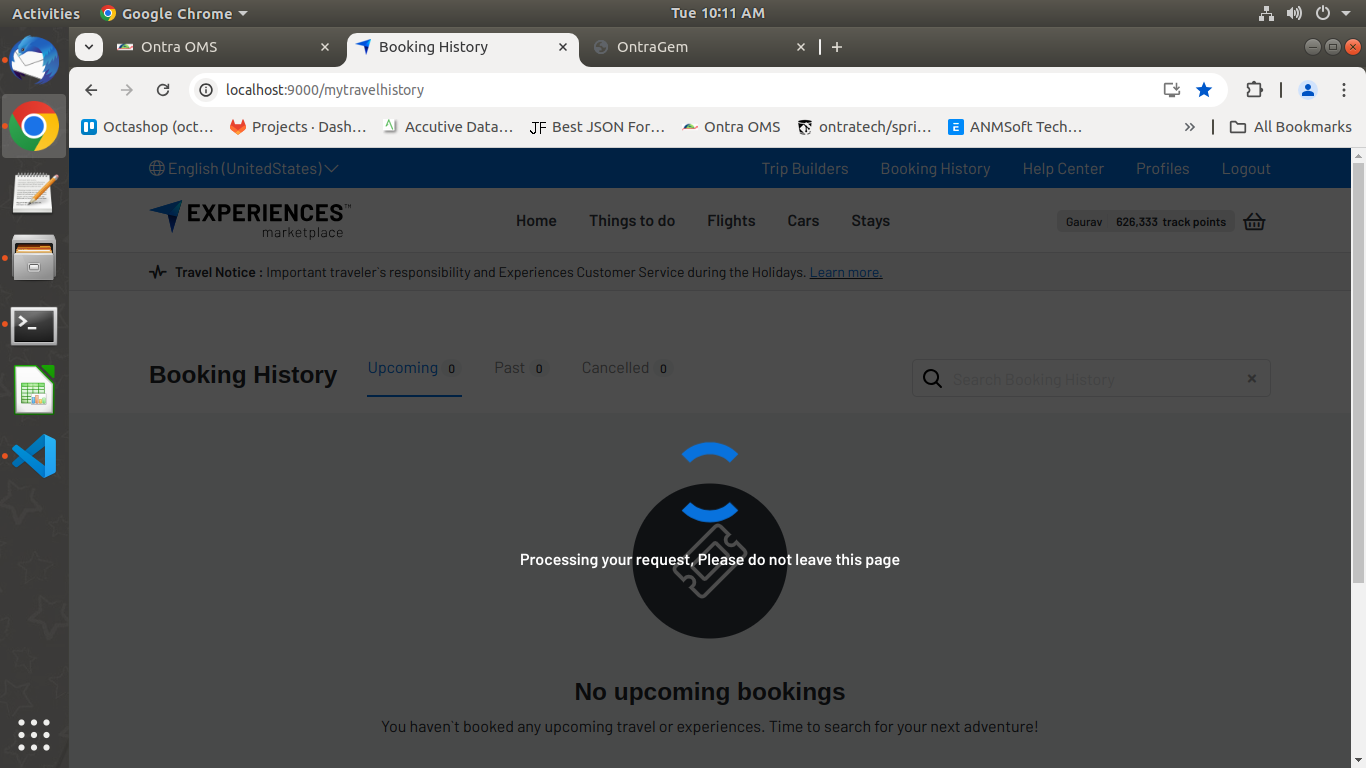 Activities Google Chrome Tue 10:11 AM
Ontra OMS Booking History OntraGem
localhost:9000/mytravelhistory
Octashop (oct… Projects · Dash… Accutive Data… Best JSON For… Ontra OMS ontratech/spri… ANMSoft Tech… » All Bookmarks
English (UnitedStates) Trip Builders Booking History Help Center Profiles Logout
EXPERIENCES™
marketplace
Home Things to do Flights Cars Stays Gaurav 626,333 track points
Travel Notice : Important traveler`s responsibility and Experiences Customer Service during the Holidays. Learn more.
Booking History Upcoming 0 Past 0 Cancelled 0 Search Booking History
Processing your request, Please do not leave this page
No upcoming bookings
You haven`t booked any upcoming travel or experiences. Time to search for your next adventure!